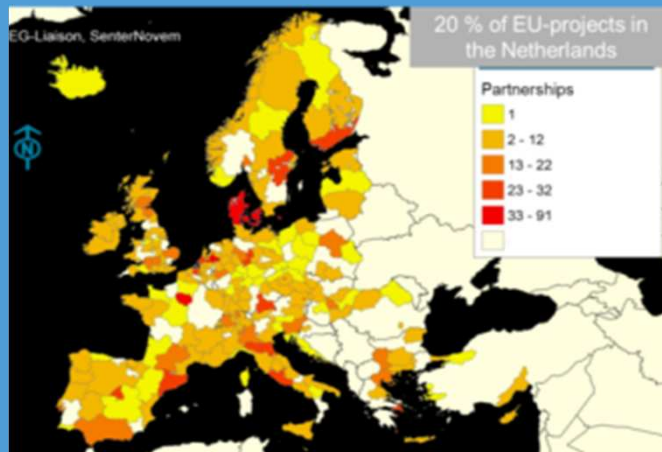 EG-Liaison, SenterNovem
20 % of EU-projects in
the Netherlands
N
Partnerships
1
2 - 12
13 - 22
23 - 32
33 - 91